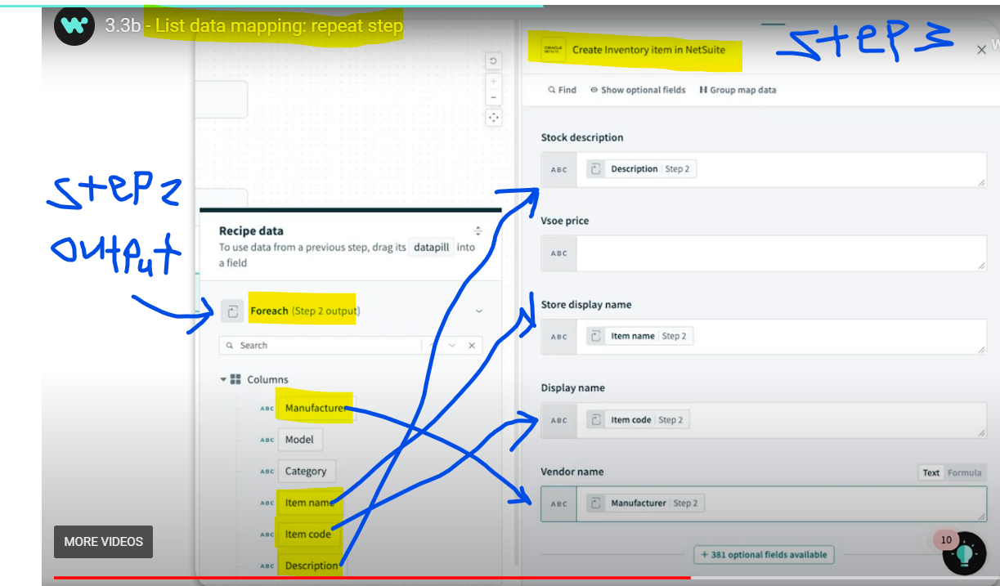 3.3b - List data mapping: repeat step
step3
Create Inventory item in NetSuite
Find Show optional fields Group map data
Stock description
ABC Description Step 2
Vsoe price
ABC
Store display name
ABC Item name Step 2
Display name
ABC Item code Step 2
Vendor name Text Formula
ABC Manufacturer Step 2
+ 381 optional fields available
10
step2
output
Recipe data
To use data from a previous step, drag its datapill into
a field
Foreach (Step 2 output)
Search
Columns
ABC Manufacturer
ABC Model
ABC Category
ABC Item name
ABC Item code
ABC Description
MORE VIDEOS